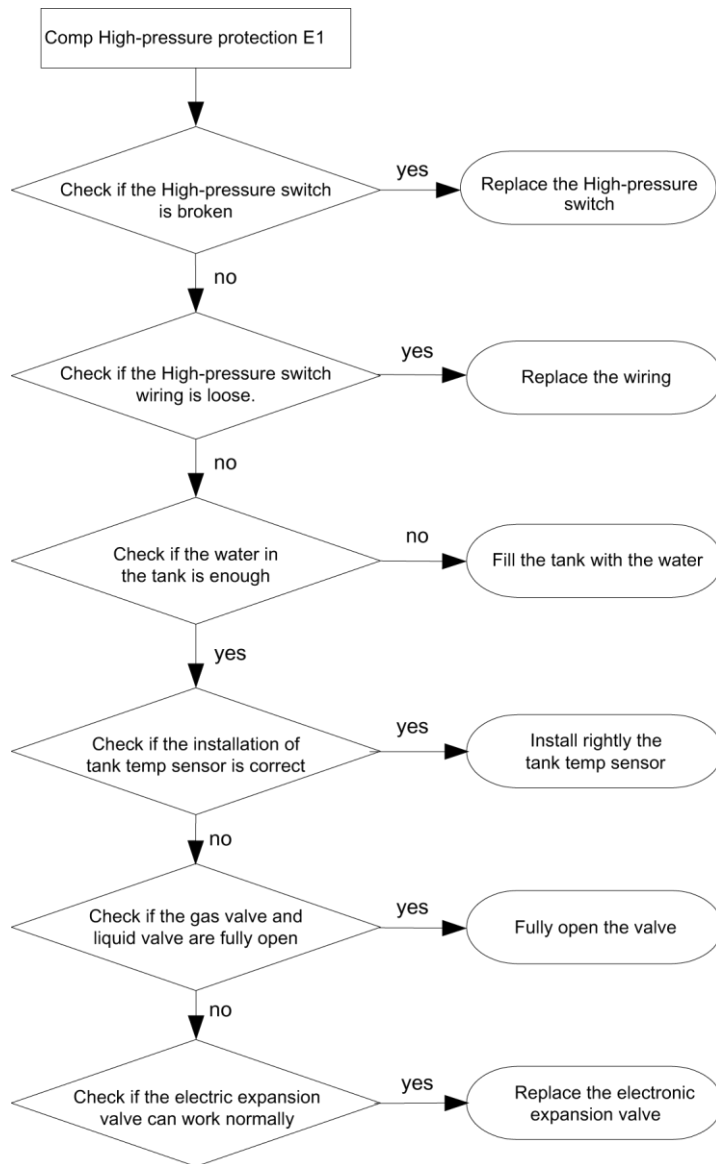 Comp High-pressure protection E1
Check if the High-pressure switch
is broken
yes
Replace the High-pressure
switch
no
Check if the High-pressure switch
wiring is loose.
yes
Replace the wiring
no
Check if the water in
the tank is enough
no
Fill the tank with the water
yes
Check if the installation of
tank temp sensor is correct
yes
Install rightly the
tank temp sensor
no
Check if the gas valve and
liquid valve are fully open
yes
Fully open the valve
no
Check if the electric expansion
valve can work normally
yes
Replace the electronic
expansion valve